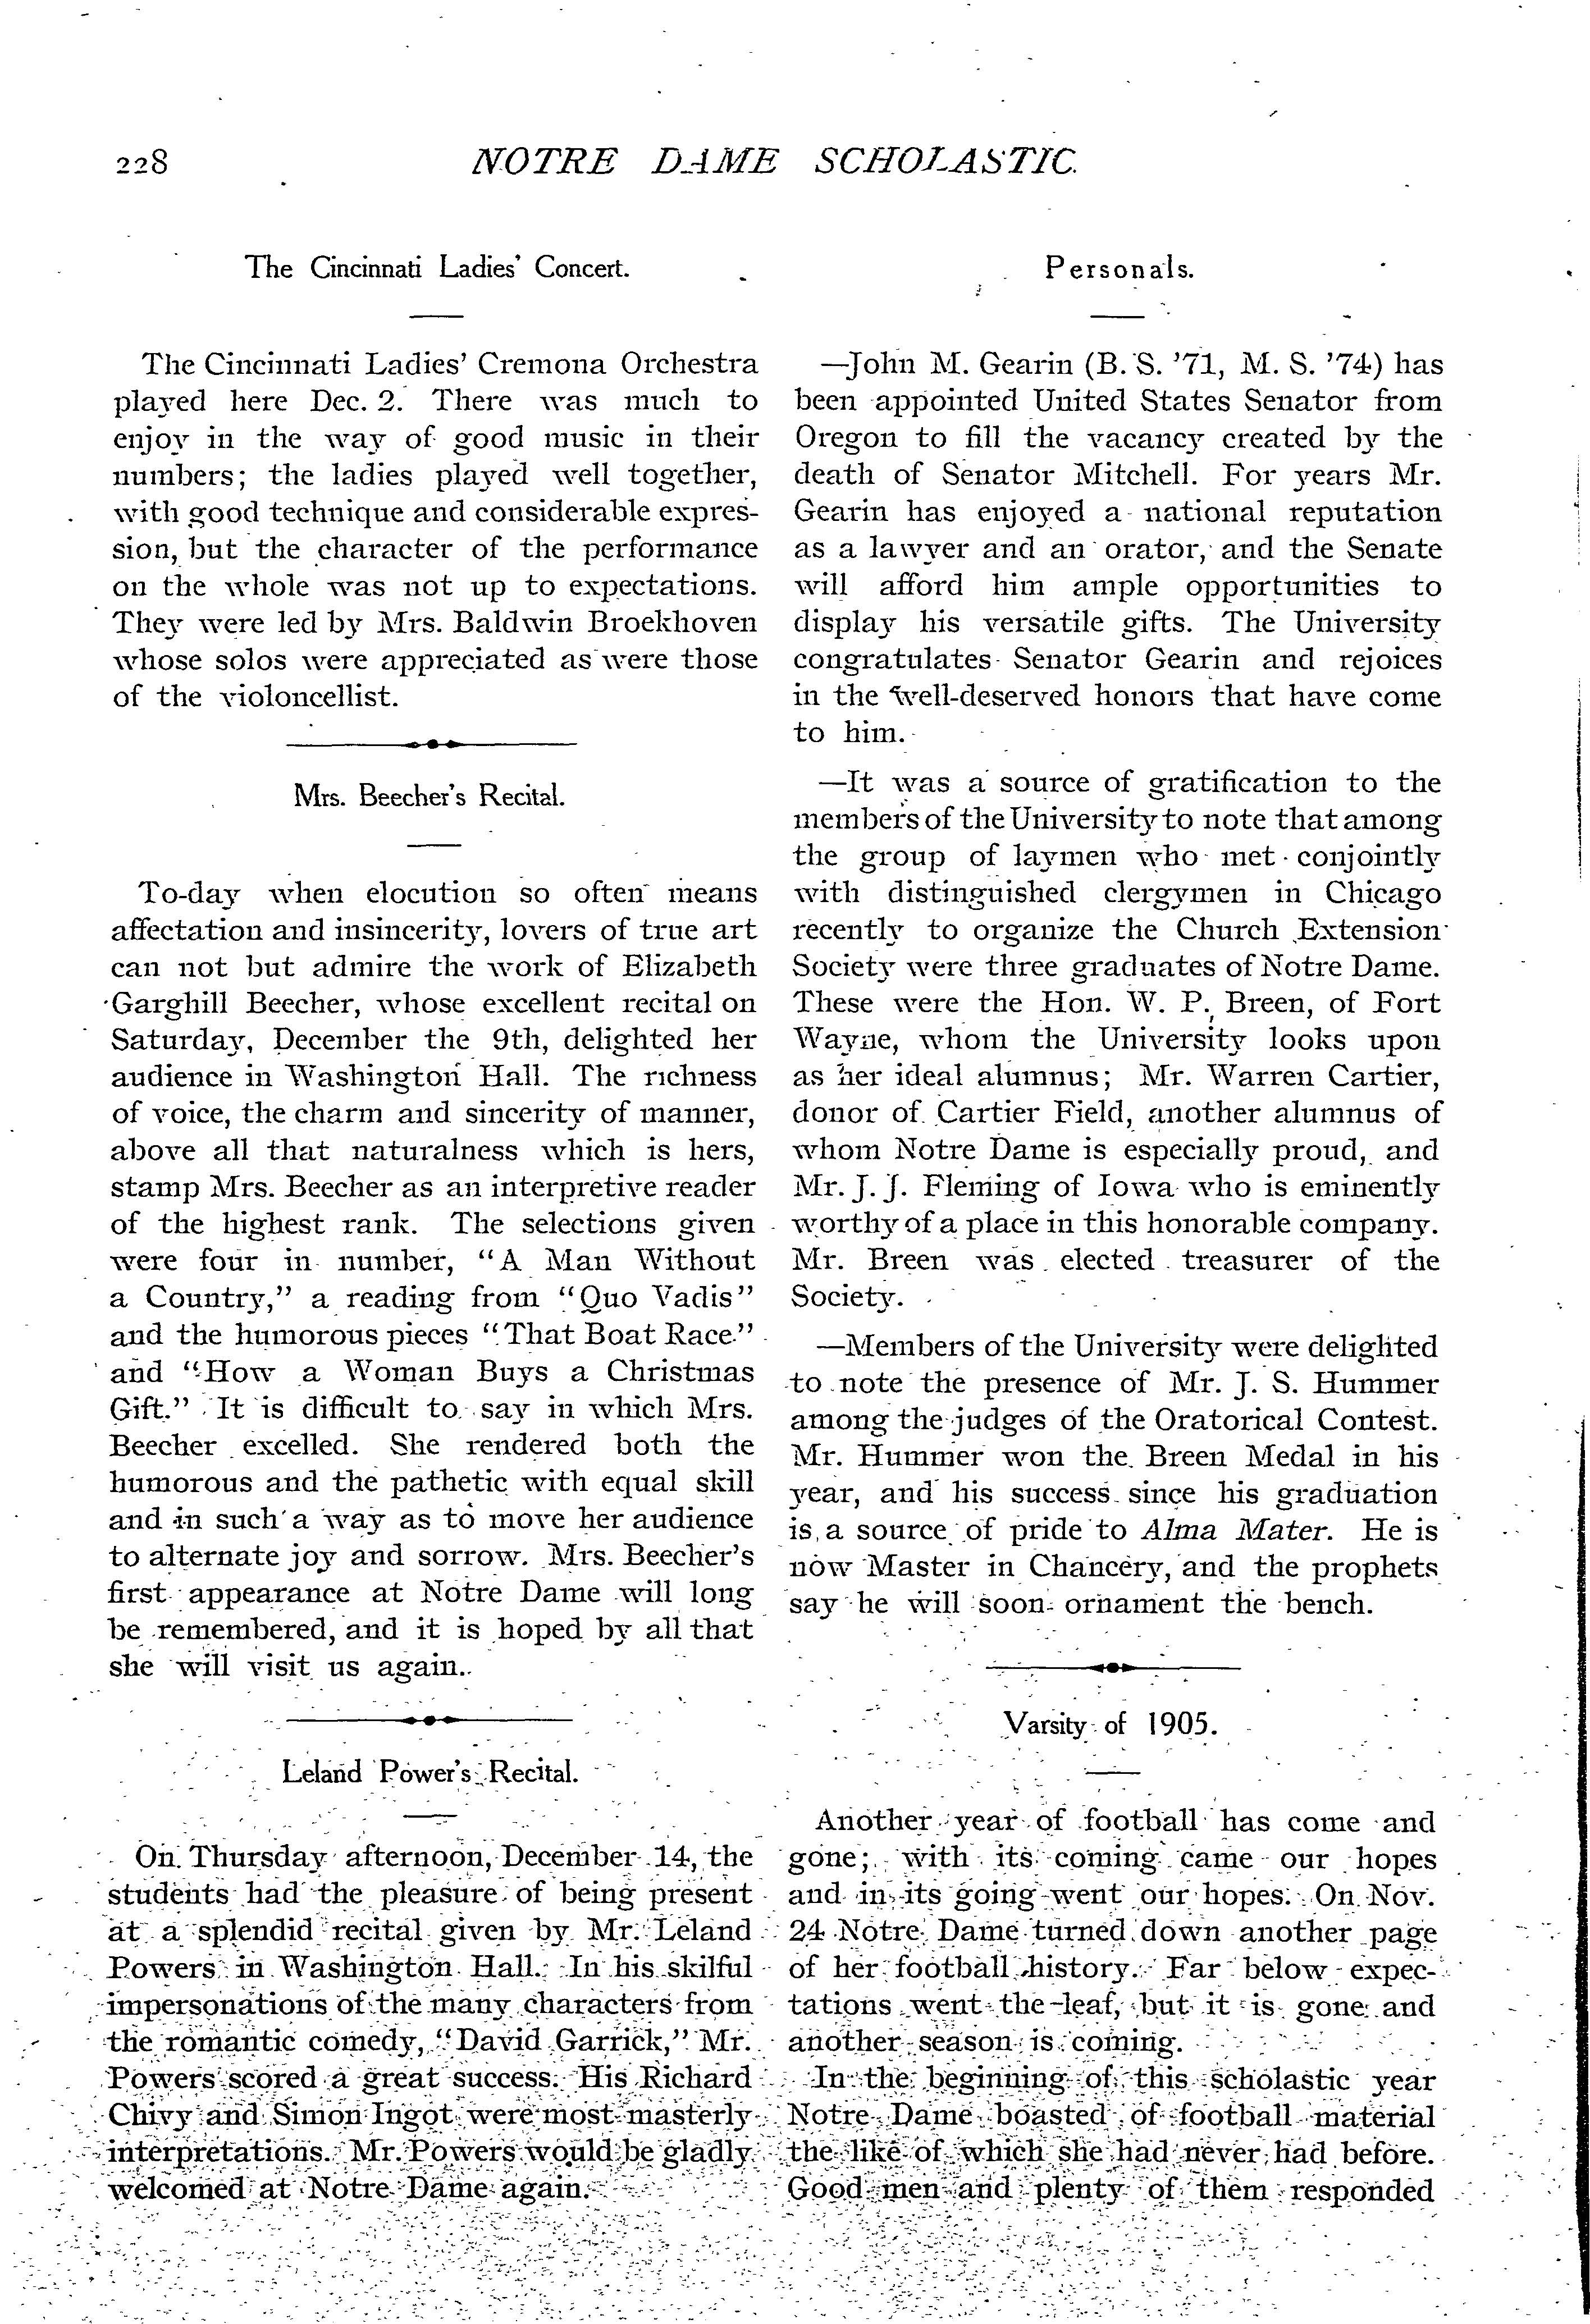 228
NOTRE DAME SCHOLASTIC.
The Cincinnati Ladies' Concert.
The Cincinnati Ladies' Cremona Orchestra
played here Dec. 2. There was much to
enjoy in the way of good music in their
numbers; the ladies played well together,
with good technique and considerable expres-
sion, but the character of the performance
on the whole was not up to expectations.
They were led by Mrs. Baldwin Broekhoven
whose solos were appreciated as were those
of the violoncellist.
Mrs. Beecher's Recital.
To-day when elocution so often means
affectation and insincerity, lovers of true art
can not but admire the work of Elizabeth
Garghill Beecher, whose excellent recital on
Saturday, December the 9th, delighted her
audience in Washington Hall. The richness
of voice, the charm and sincerity of manner,
above all that naturalness which is hers,
stamp Mrs. Beecher as an interpretive reader
of the highest rank. The selections given
were four in number, "A Man Without
a Country," a reading from "Quo Vadis"
and the humorous pieces "That Boat Race"
and "How a Woman Buys a Christmas
Gift." It is difficult to say in which Mrs.
Beecher excelled. She rendered both the
humorous and the pathetic with equal skill
and in such a way as to move her audience
to alternate joy and sorrow. Mrs. Beecher's
first appearance at Notre Dame will long
be remembered, and it is hoped by all that
she will visit us again.
Leland Power's Recital.
On Thursday afternoon, December 14, the
students had the pleasure of being present
at a splendid recital given by Mr. Leland
Powers in Washington Hall. In his skilful
impersonations of the many characters from
the romantic comedy, "David Garrick," Mr.
Powers scored a great success. His Richard
Chivy and Simon Ingot were most masterly
interpretations. Mr. Powers would be gladly
welcomed at Notre Dame again.
Personals.
—John M. Gearin (B. S. '71, M. S. '74) has
been appointed United States Senator from
Oregon to fill the vacancy created by the
death of Senator Mitchell. For years Mr.
Gearin has enjoyed a national reputation
as a lawyer and an orator, and the Senate
will afford him ample opportunities to
display his versatile gifts. The University
congratulates Senator Gearin and rejoices
in the well-deserved honors that have come
to him.
—It was a source of gratification to the
members of the University to note that among
the group of laymen who met conjointly
with distinguished clergymen in Chicago
recently to organize the Church Extension
Society were three graduates of Notre Dame.
These were the Hon. W. P. Breen, of Fort
Wayne, whom the University looks upon
as her ideal alumnus; Mr. Warren Cartier,
donor of Cartier Field, another alumnus of
whom Notre Dame is especially proud, and
Mr. J. J. Fleming of Iowa who is eminently
worthy of a place in this honorable company.
Mr. Breen was elected treasurer of the
Society.
—Members of the University were delighted
to note the presence of Mr. J. S. Hummer
among the judges of the Oratorical Contest.
Mr. Hummer won the Breen Medal in his
year, and his success since his graduation
is a source of pride to Alma Mater. He is
now Master in Chancery, and the prophets
say he will soon ornament the bench.
Varsity of 1905.
Another year of football has come and
gone; with its coming came our hopes
and in its going went our hopes. On Nov.
24 Notre Dame turned down another page
of her football history. Far below expec-
tations went the leaf, but it is gone and
another season is coming.
In the beginning of this scholastic year
Notre Dame boasted of football material
the like of which she had never had before.
Good men and plenty of them responded